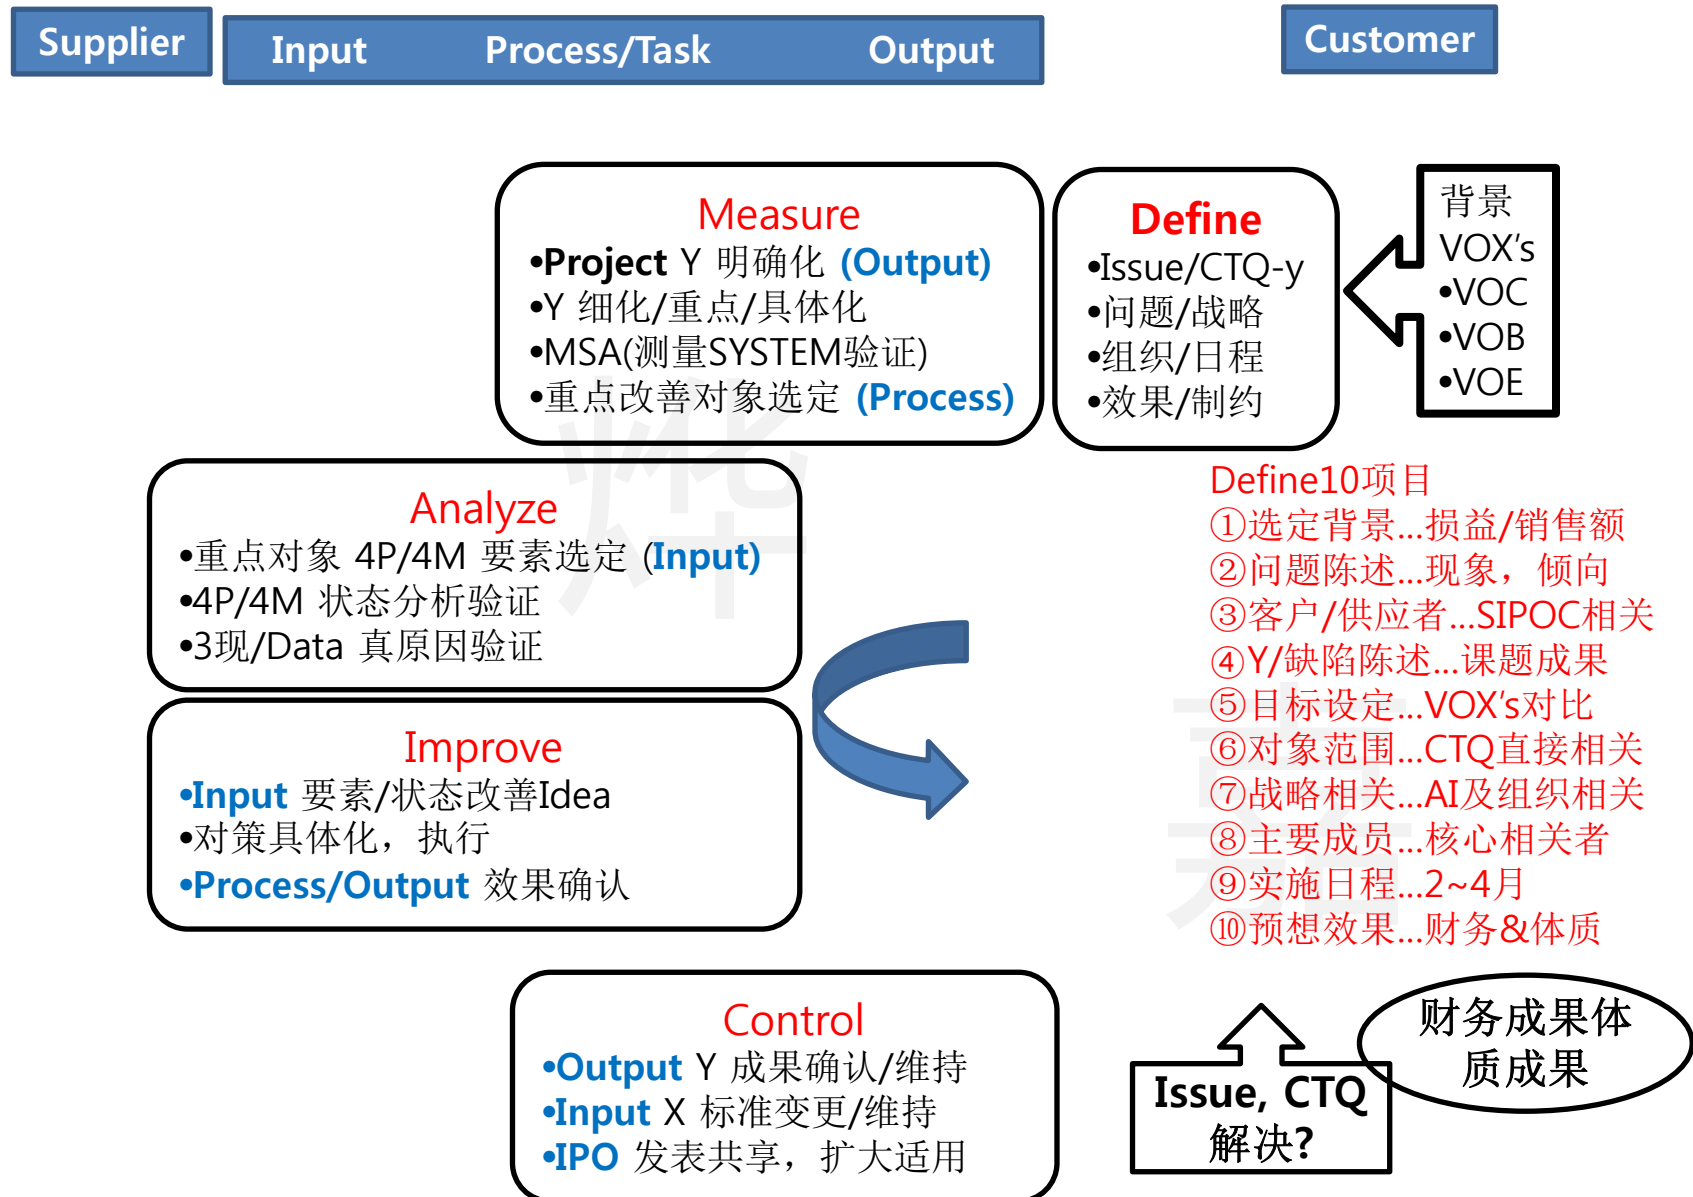 Supplier
Input Process/Task Output
Customer
Measure
•Project Y 明确化 (Output)
•Y 细化/重点/具体化
•MSA(测量SYSTEM验证)
•重点改善对象选定 (Process)
Define
•Issue/CTQ-y
•问题/战略
•组织/日程
•效果/制约
背景
VOX's
•VOC
•VOB
•VOE
Analyze
•重点对象 4P/4M 要素选定 (Input)
•4P/4M 状态分析验证
•3现/Data 真原因验证
Improve
•Input 要素/状态改善Idea
•对策具体化，执行
•Process/Output 效果确认
Define10项目
①选定背景...损益/销售额
②问题陈述...现象，倾向
③客户/供应者...SIPOC相关
④Y/缺陷陈述...课题成果
⑤目标设定...VOX's对比
⑥对象范围...CTQ直接相关
⑦战略相关...AI及组织相关
⑧主要成员...核心相关者
⑨实施日程...2~4月
⑩预想效果...财务&体质
Control
•Output Y 成果确认/维持
•Input X 标准变更/维持
•IPO 发表共享，扩大适用
Issue, CTQ
解决?
财务成果体
质成果
烨
嘉